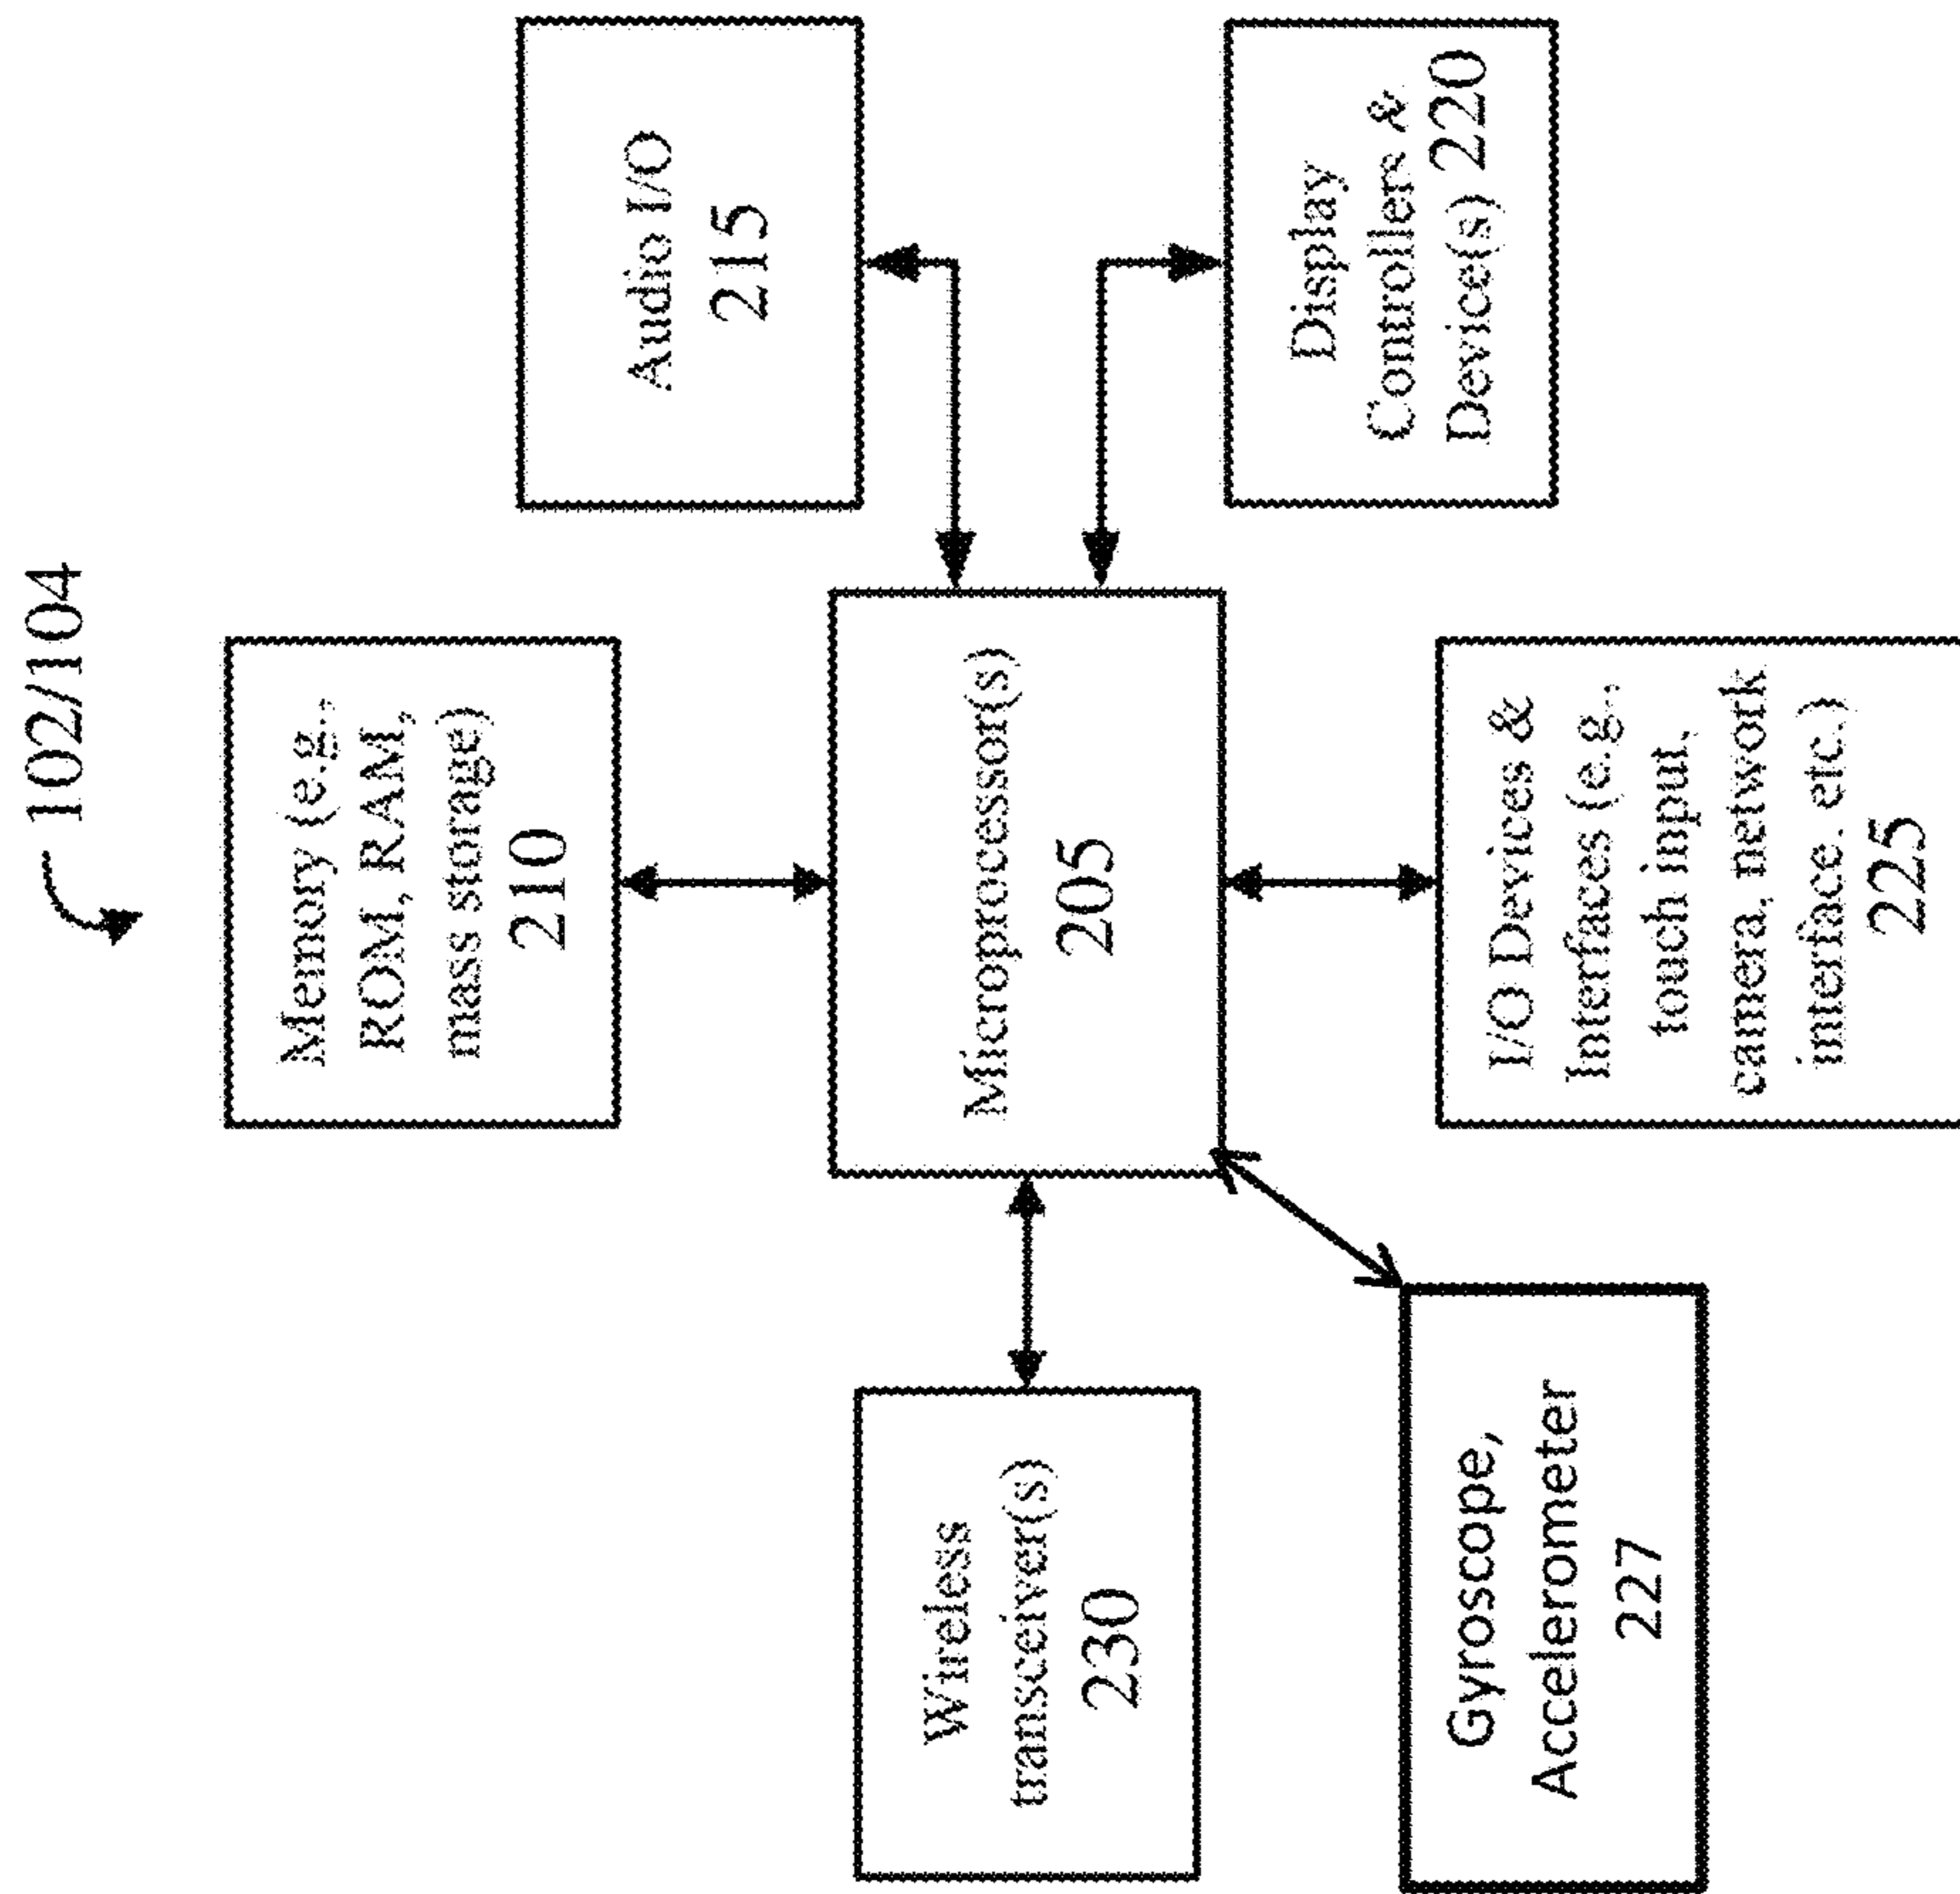 102/104
Memory (e.g.,
ROM, RAM,
mass storage)
210
Audio I/O
215
Microprocessor(s)
205
Wireless
transceiver(s)
230
Display
Controller &
Device(s) 220
Gyroscope,
Accelerometer
227
I/O Devices &
Interfaces (e.g.,
touch input,
camera, network
interface. etc.)
225